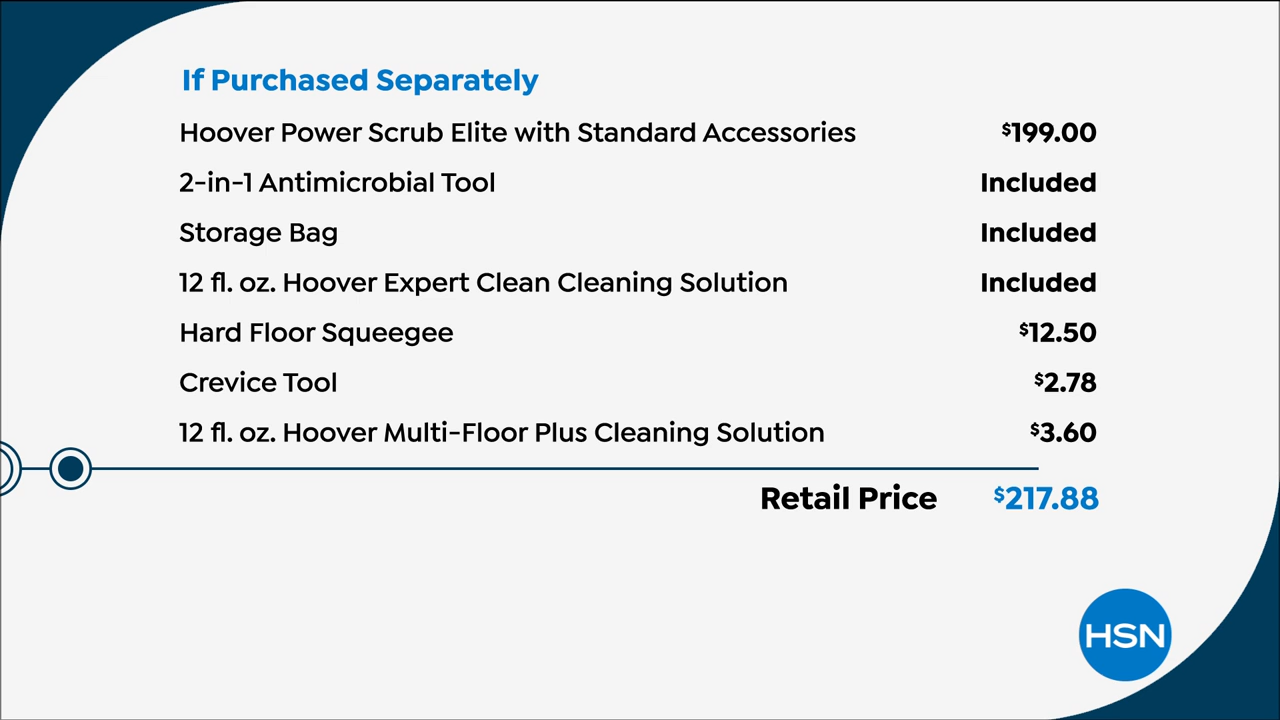 If Purchased Separately
Hoover Power Scrub Elite with Standard Accessories $199.00
2-in-1 Antimicrobial Tool Included
Storage Bag Included
12 fl. oz. Hoover Expert Clean Cleaning Solution Included
Hard Floor Squeegee $12.50
Crevice Tool $2.78
12 fl. oz. Hoover Multi-Floor Plus Cleaning Solution $3.60
Retail Price $217.88
HSN